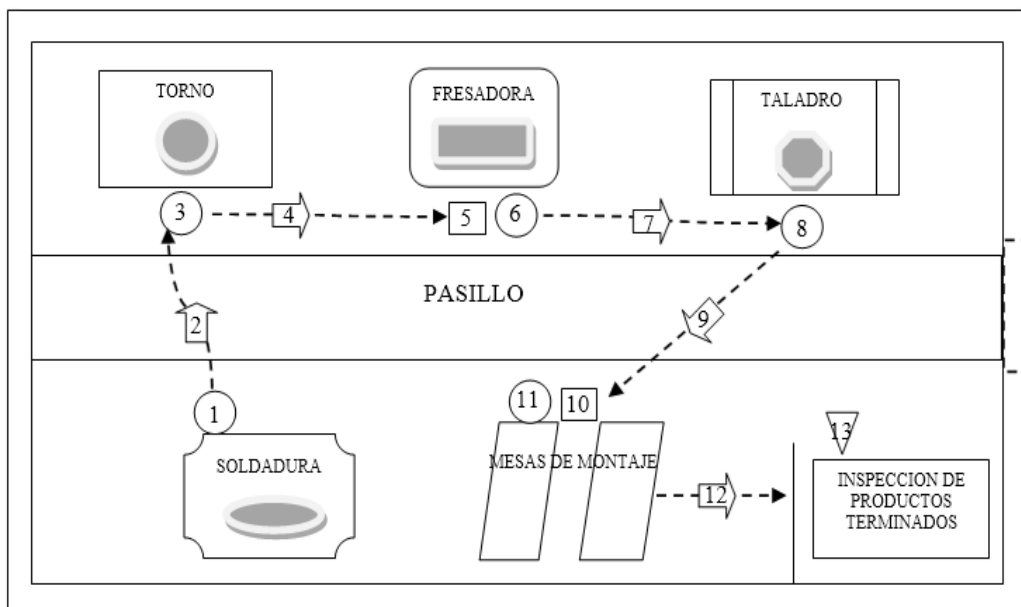 TORNO
FRESADORA
TALADRO
3
4
5
6
7
8
PASILLO
2
9
1
11
10
13
SOLDADURA
MESAS DE MONTAJE
12
INSPECCION DE
PRODUCTOS
TERMINADOS